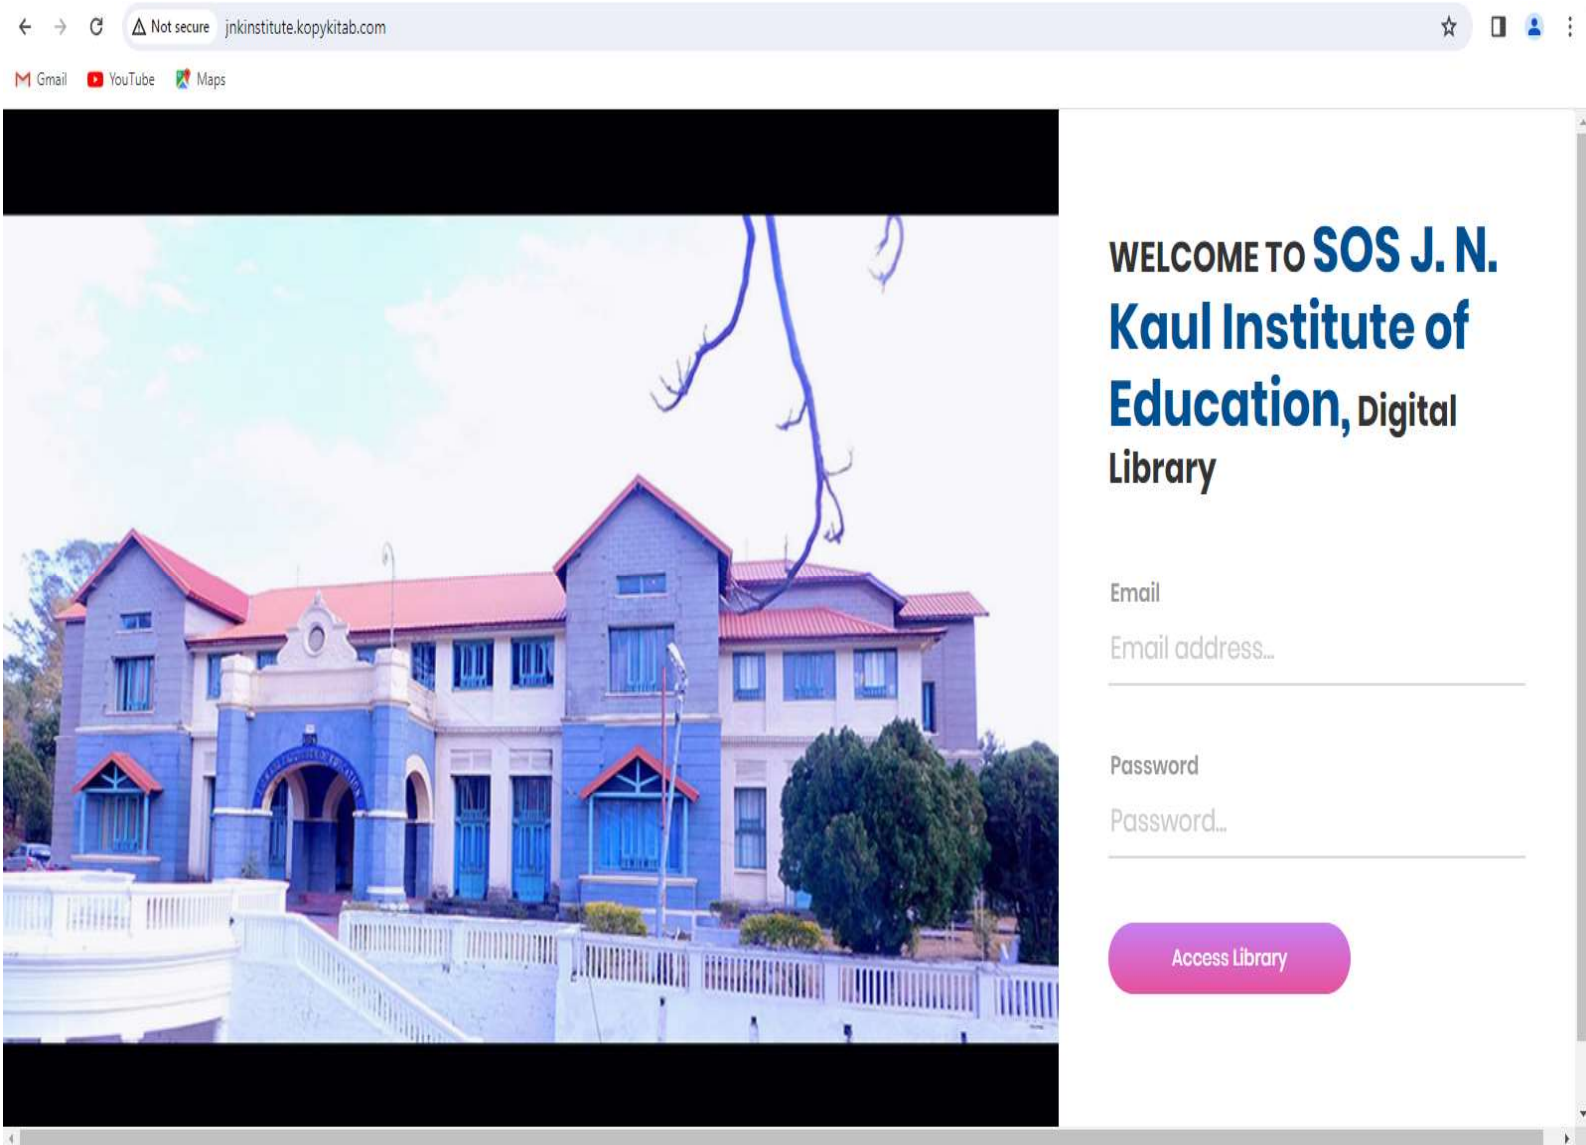 Not secure jnkinstitute.kopykitab.com
Gmail YouTube Maps
WELCOME TO SOS J. N.
Kaul Institute of
Education, Digital
Library
Email
Email address...
Password
Password...
Access Library